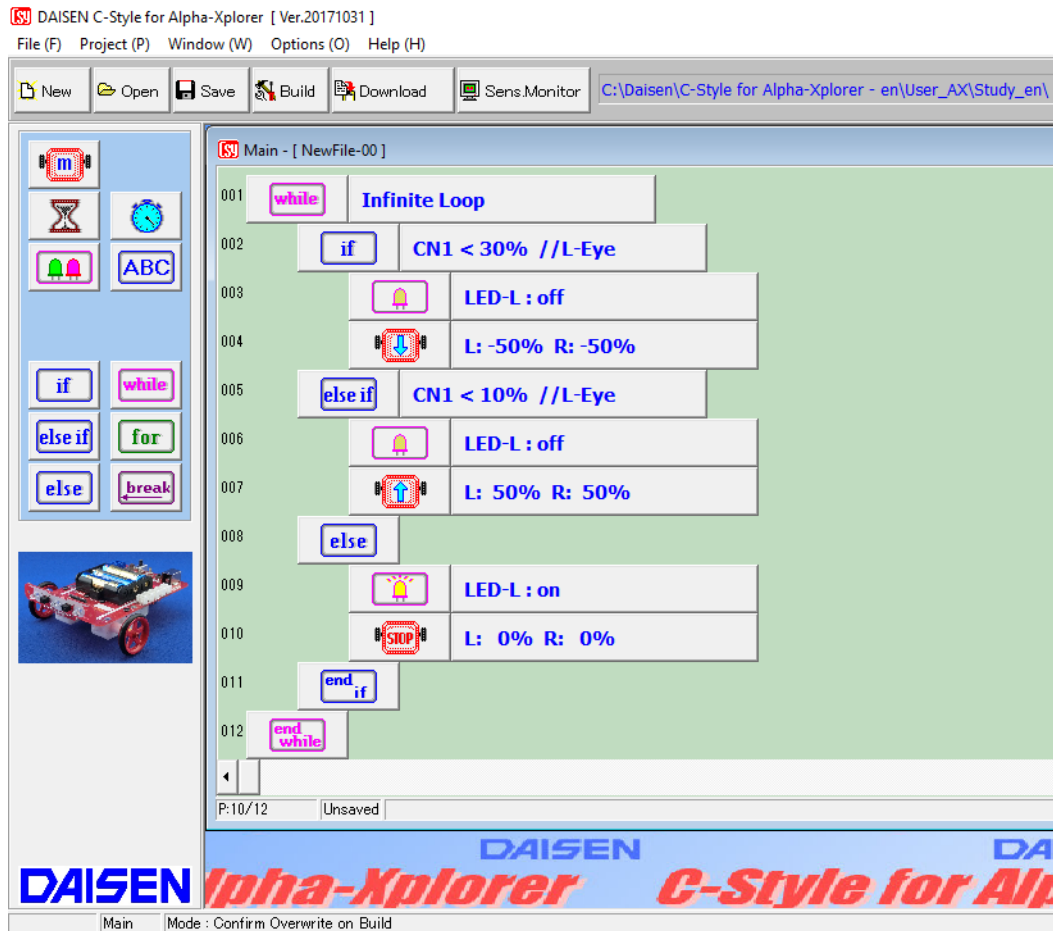 DAISEN C-Style for Alpha-Xplorer [ Ver.20171031 ]
File (F) Project (P) Window (W) Options (O) Help (H)
New Open Save Build Download Sens.Monitor C:\Daisen\C-Style for Alpha-Xplorer - en\User_AX\Study_en\
m
ABC
if while
else if for
else break
Main - [ NewFile-00 ]
001 while Infinite Loop
002 if CN1 < 30% //L-Eye
003 LED-L : off
004 L: -50% R: -50%
005 else if CN1 < 10% //L-Eye
006 LED-L : off
007 L: 50% R: 50%
008 else
009 LED-L : on
010 STOP L: 0% R: 0%
011 end if
012 end while
P:10/12 Unsaved
DAISEN DA
DAISEN lpha-Xplorer C-Style for Alp
Main Mode : Confirm Overwrite on Build